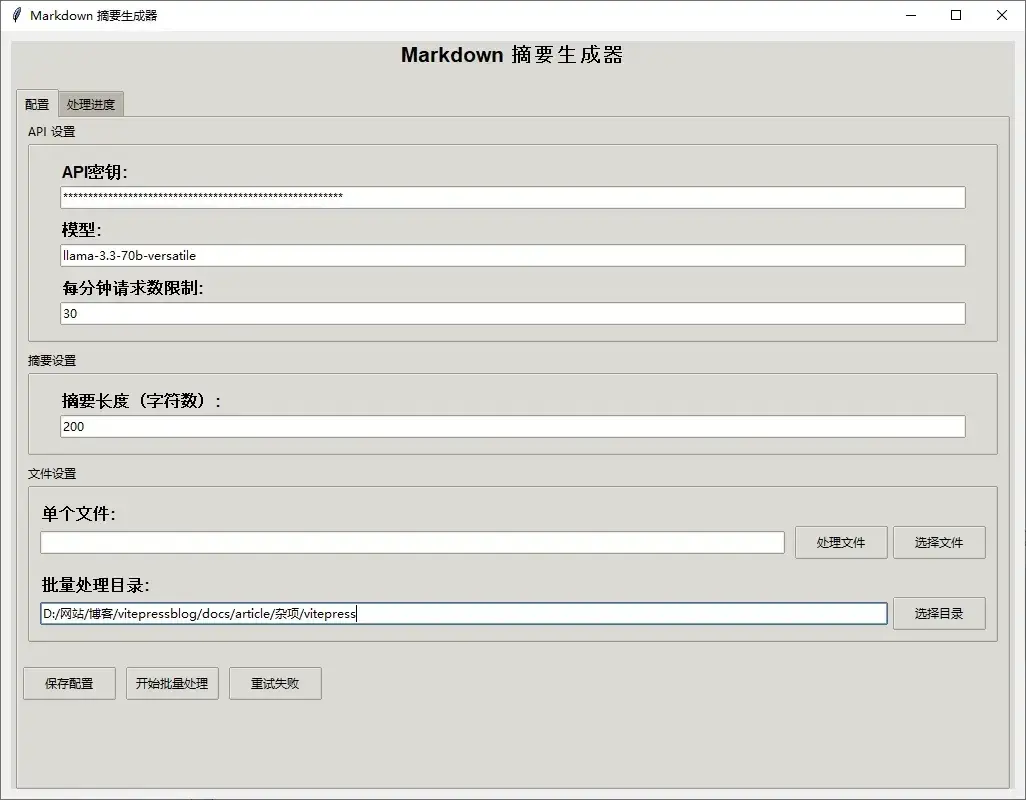 Markdown 摘要生成器
Markdown 摘要生成器
配置 处理进度
API 设置
API密钥:
********************************************************
模型:
llama-3.3-70b-versatile
每分钟请求数限制:
30
摘要设置
摘要长度（字符数）:
200
文件设置
单个文件:
处理文件 选择文件
批量处理目录:
D:/网站/博客/vitepressblog/docs/article/杂项/vitepress 选择目录
保存配置 开始批量处理 重试失败